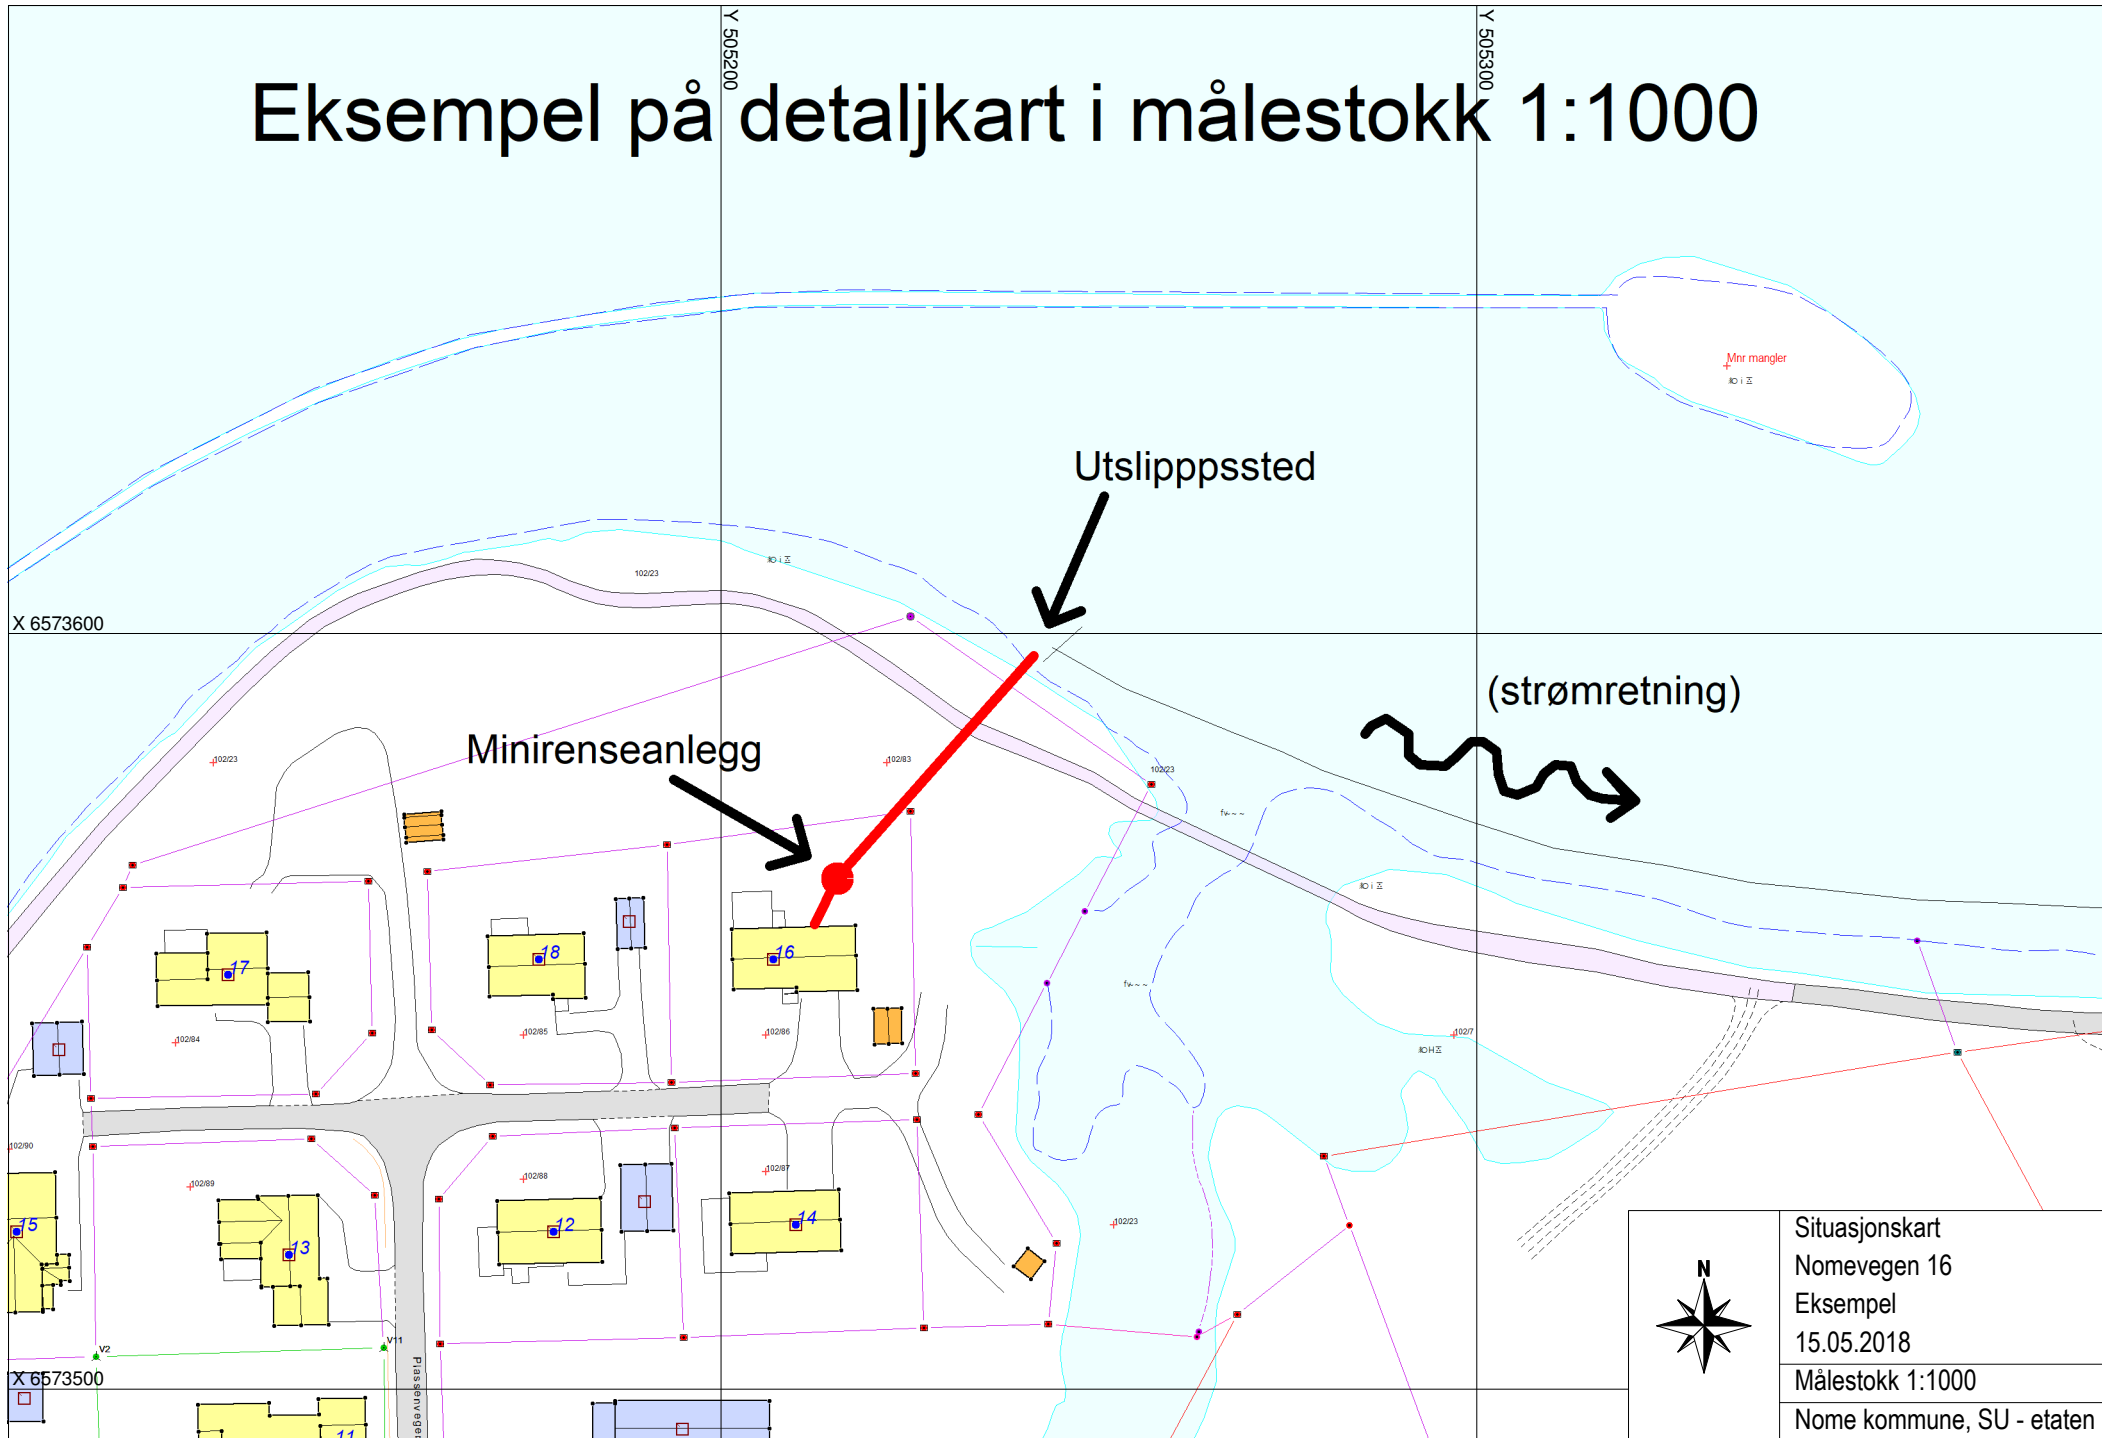 Y 505200
Y 505300
Eksempel på detaljkart i målestokk 1:1000
Mnr mangler
Utslipppssted
102/23
X 6573600
(strømretning)
Minirenseanlegg
102/23
102/83
102/23
17
18
16
102/84
102/85
102/86
102/7
102/90
102/89
102/88
102/87
15
13
12
14
102/23
V2
V11
X 6573500
Plassenvegen
11
N
Situasjonskart
Nomevegen 16
Eksempel
15.05.2018
Målestokk 1:1000
Nome kommune, SU - etaten